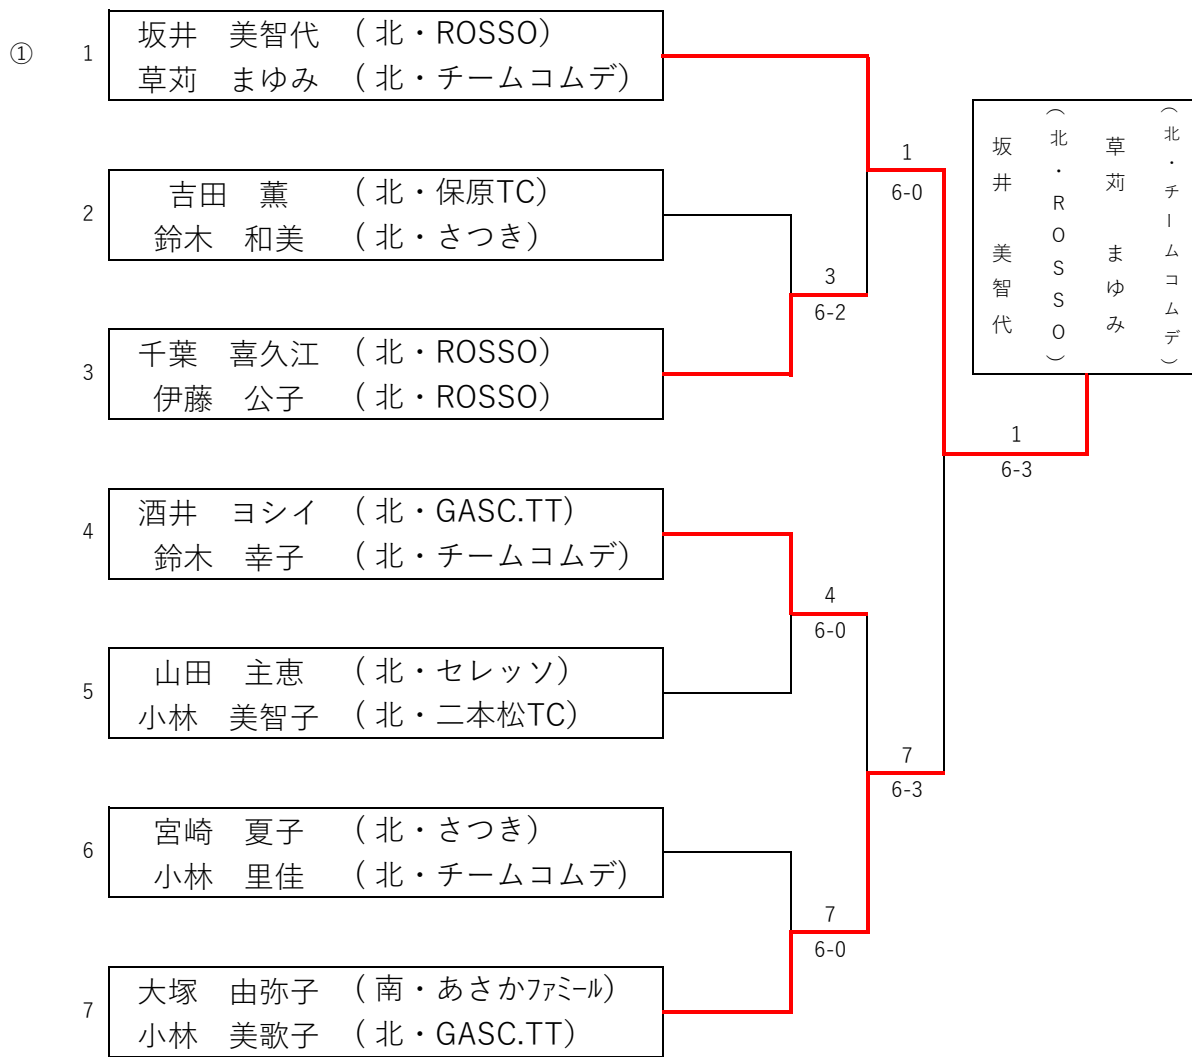 ①
1
坂井　美智代　（北・ROSSO）
草苅　まゆみ　（北・チームコムデ）
2
吉田　薫　（北・保原TC）
鈴木　和美　（北・さつき）
3
千葉　喜久江　（北・ROSSO）
伊藤　公子　（北・ROSSO）
4
酒井　ヨシイ　（北・GASC.TT）
鈴木　幸子　（北・チームコムデ）
5
山田　主恵　（北・セレッソ）
小林　美智子　（北・二本松TC）
6
宮崎　夏子　（北・さつき）
小林　里佳　（北・チームコムデ）
7
大塚　由弥子　（南・あさかﾌｧﾐｰﾙ）
小林　美歌子　（北・GASC.TT）
3
6-2
4
6-0
7
6-0
1
6-0
7
6-3
1
6-3
坂井　美智代
（北・ROSSO）
草苅　まゆみ
（北・チームコムデ）